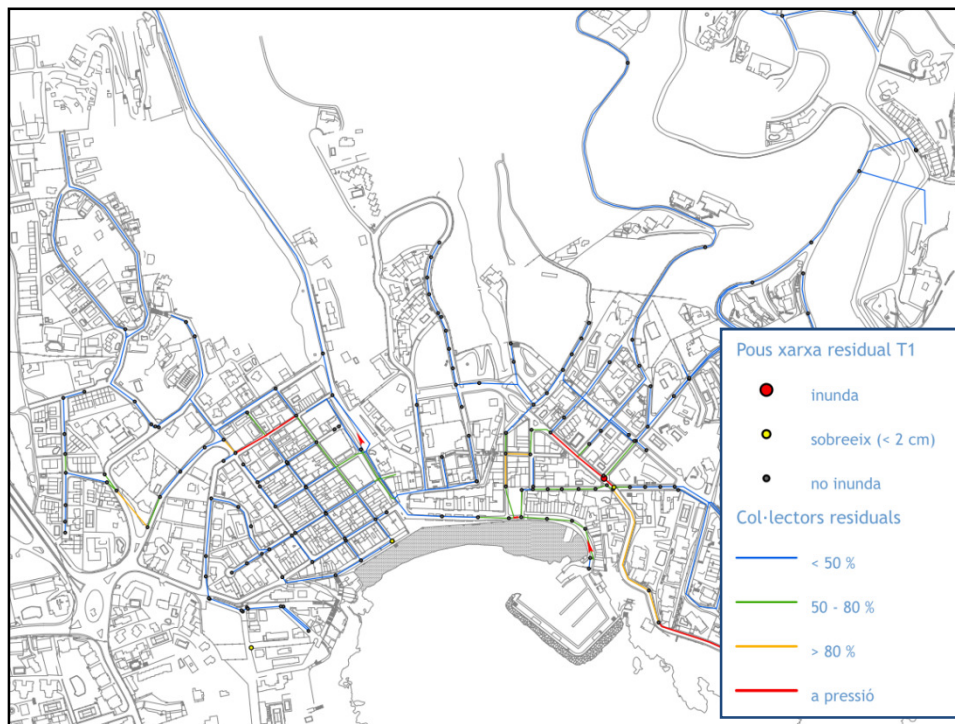 Pous xarxa residual T1
inunda
sobreeix (< 2 cm)
no inunda
Col·lectors residuals
< 50 %
50 - 80 %
> 80 %
a pressió